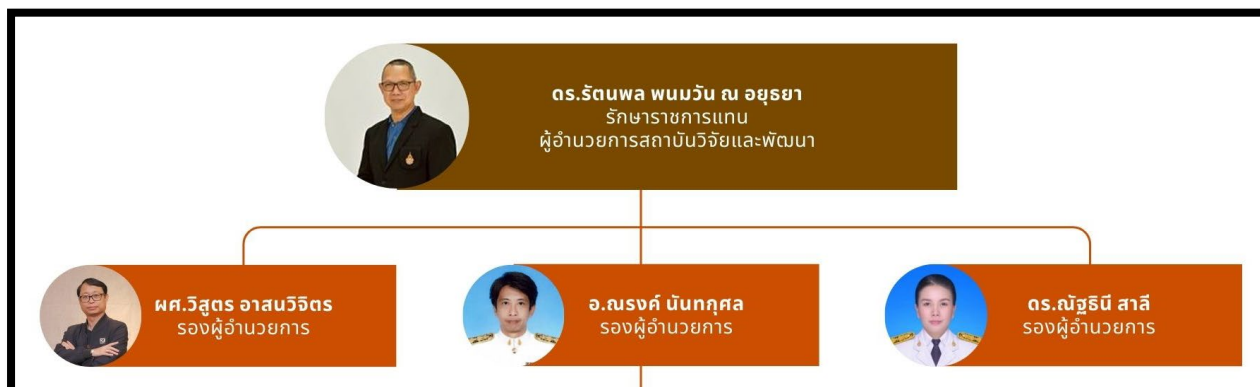 ดร.รัตนพล พนมวัน ณ อยุธยา
รักษาราชการแทน
ผู้อำนวยการสถาบันวิจัยและพัฒนา
ผศ.วิสูตร อาสนวิจิตร
รองผู้อำนวยการ
อ.ณรงค์ นันทกุศล
รองผู้อำนวยการ
ดร.ณัฐธินี สาลี
รองผู้อำนวยการ